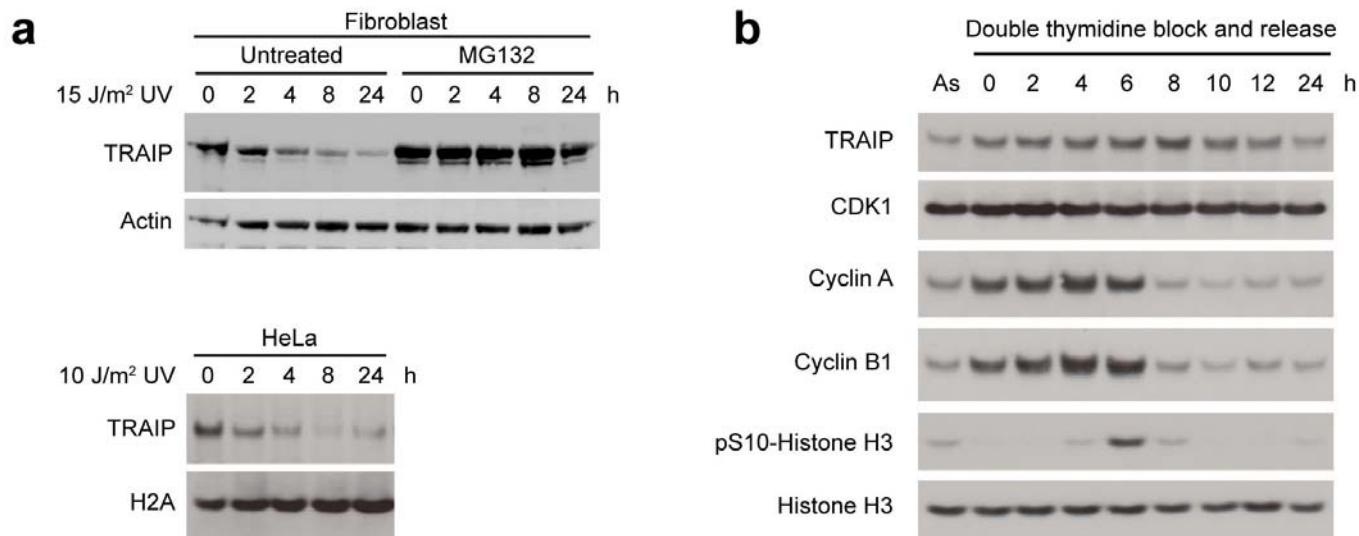 a
Fibroblast
Untreated MG132
15 J/m² UV 0 2 4 8 24 0 2 4 8 24 h
TRAIP
Actin
HeLa
10 J/m² UV 0 2 4 8 24 h
TRAIP
H2A
b
Double thymidine block and release
As 0 2 4 6 8 10 12 24 h
TRAIP
CDK1
Cyclin A
Cyclin B1
pS10-Histone H3
Histone H3